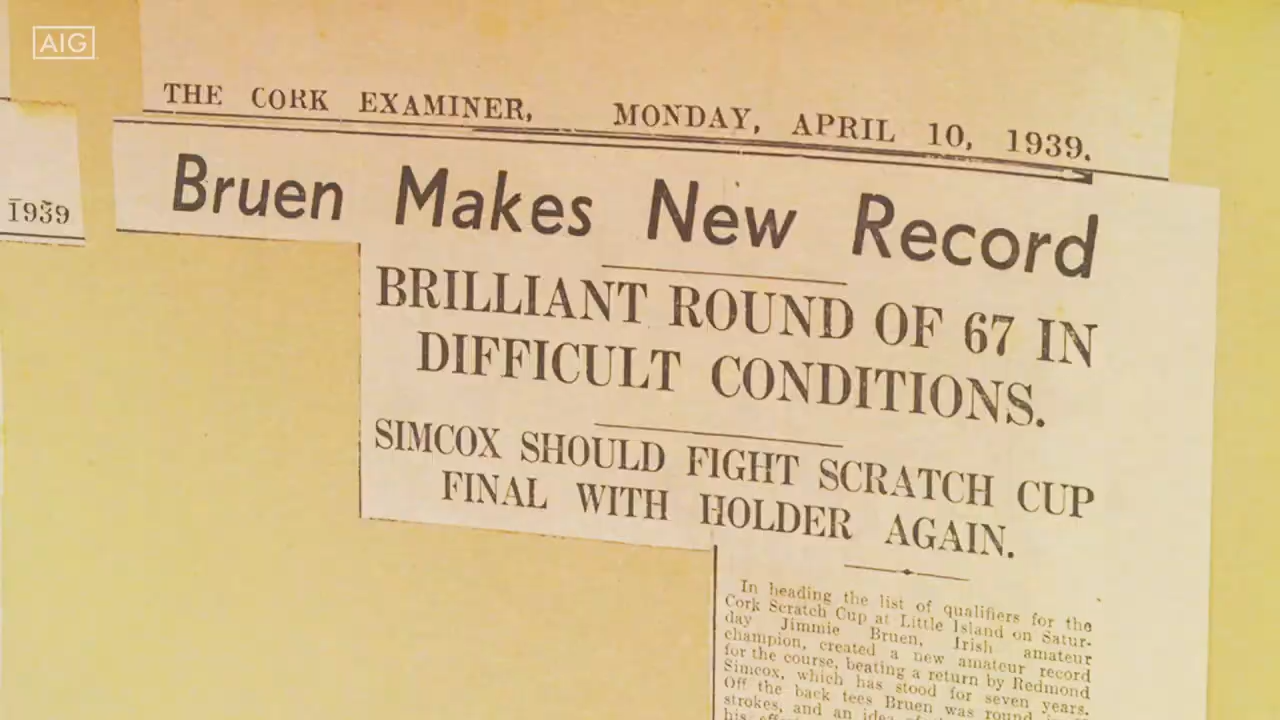 AIG
THE CORK EXAMINER, MONDAY, APRIL 10, 1939.
1939
Bruen Makes New Record
BRILLIANT ROUND OF 67 IN
DIFFICULT CONDITIONS.
SIMCOX SHOULD FIGHT SCRATCH CUP
FINAL WITH HOLDER AGAIN.
In heading the list of qualifiers for the
Cork Scratch Cup at Little Island on Satur-
day Jimmie Bruen, Irish amateur
champion, created a new amateur record
for the course, beating a return by Redmond
Simcox, which has stood for seven years.
Off the back tees Bruen was round
strokes, and an idea
his